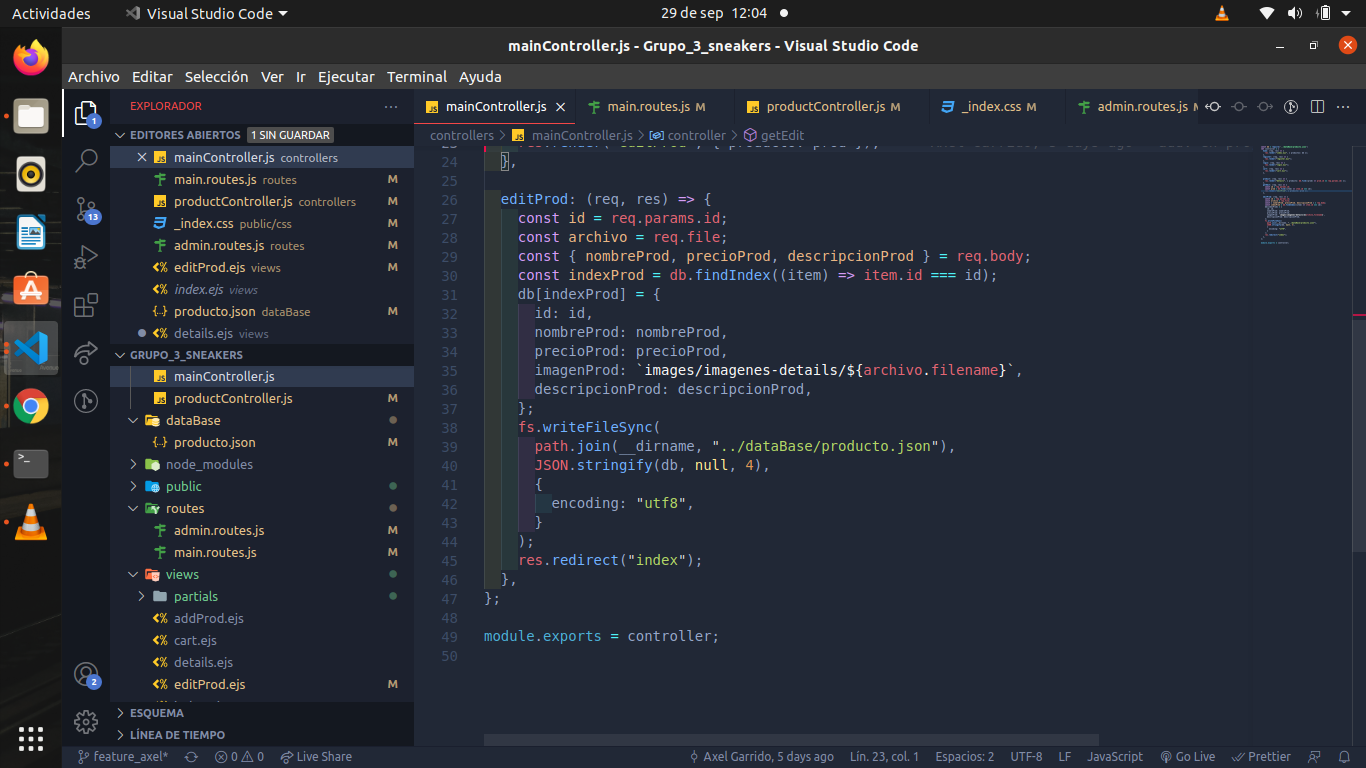 Actividades
Visual Studio Code
29 de sep 12:04
mainController.js - Grupo_3_sneakers - Visual Studio Code
Archivo Editar Selección Ver Ir Ejecutar Terminal Ayuda
EXPLORADOR
EDITORES ABIERTOS 1 SIN GUARDAR
mainController.js controllers
main.routes.js routes M
productController.js controllers M
_index.css public/css M
admin.routes.js routes M
editProd.ejs views M
index.ejs views
producto.json dataBase M
details.ejs views
GRUPO_3_SNEAKERS
mainController.js
productController.js M
dataBase
producto.json M
node_modules
public
routes
admin.routes.js M
main.routes.js M
views
partials
addProd.ejs
cart.ejs
details.ejs
editProd.ejs M
ESQUEMA
LÍNEA DE TIEMPO
1
13
2
mainController.js
main.routes.js M
productController.js M
_index.css M
admin.routes.js M
controllers > mainController.js > controller > getEdit
24 },
25
26 editProd: (req, res) => {
27 const id = req.params.id;
28 const archivo = req.file;
29 const { nombreProd, precioProd, descripcionProd } = req.body;
30 const indexProd = db.findIndex((item) => item.id === id);
31 db[indexProd] = {
32 id: id,
33 nombreProd: nombreProd,
34 precioProd: precioProd,
35 imagenProd: `images/imagenes-details/${archivo.filename}`,
36 descripcionProd: descripcionProd,
37 };
38 fs.writeFileSync(
39 path.join(__dirname, "../dataBase/producto.json"),
40 JSON.stringify(db, null, 4),
41 {
42 encoding: "utf8",
43 }
44 );
45 res.redirect("index");
46 },
47 };
48
49 module.exports = controller;
50
feature_axel*
0 0
Live Share
Axel Garrido, 5 days ago
Lín. 23, col. 1
Espacios: 2
UTF-8
LF
JavaScript
Go Live
Prettier